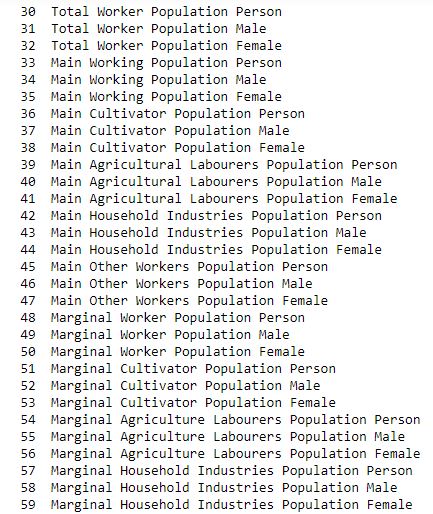 30 Total Worker Population Person
31 Total Worker Population Male
32 Total Worker Population Female
33 Main Working Population Person
34 Main Working Population Male
35 Main Working Population Female
36 Main Cultivator Population Person
37 Main Cultivator Population Male
38 Main Cultivator Population Female
39 Main Agricultural Labourers Population Person
40 Main Agricultural Labourers Population Male
41 Main Agricultural Labourers Population Female
42 Main Household Industries Population Person
43 Main Household Industries Population Male
44 Main Household Industries Population Female
45 Main Other Workers Population Person
46 Main Other Workers Population Male
47 Main Other Workers Population Female
48 Marginal Worker Population Person
49 Marginal Worker Population Male
50 Marginal Worker Population Female
51 Marginal Cultivator Population Person
52 Marginal Cultivator Population Male
53 Marginal Cultivator Population Female
54 Marginal Agriculture Labourers Population Person
55 Marginal Agriculture Labourers Population Male
56 Marginal Agriculture Labourers Population Female
57 Marginal Household Industries Population Person
58 Marginal Household Industries Population Male
59 Marginal Household Industries Population Female